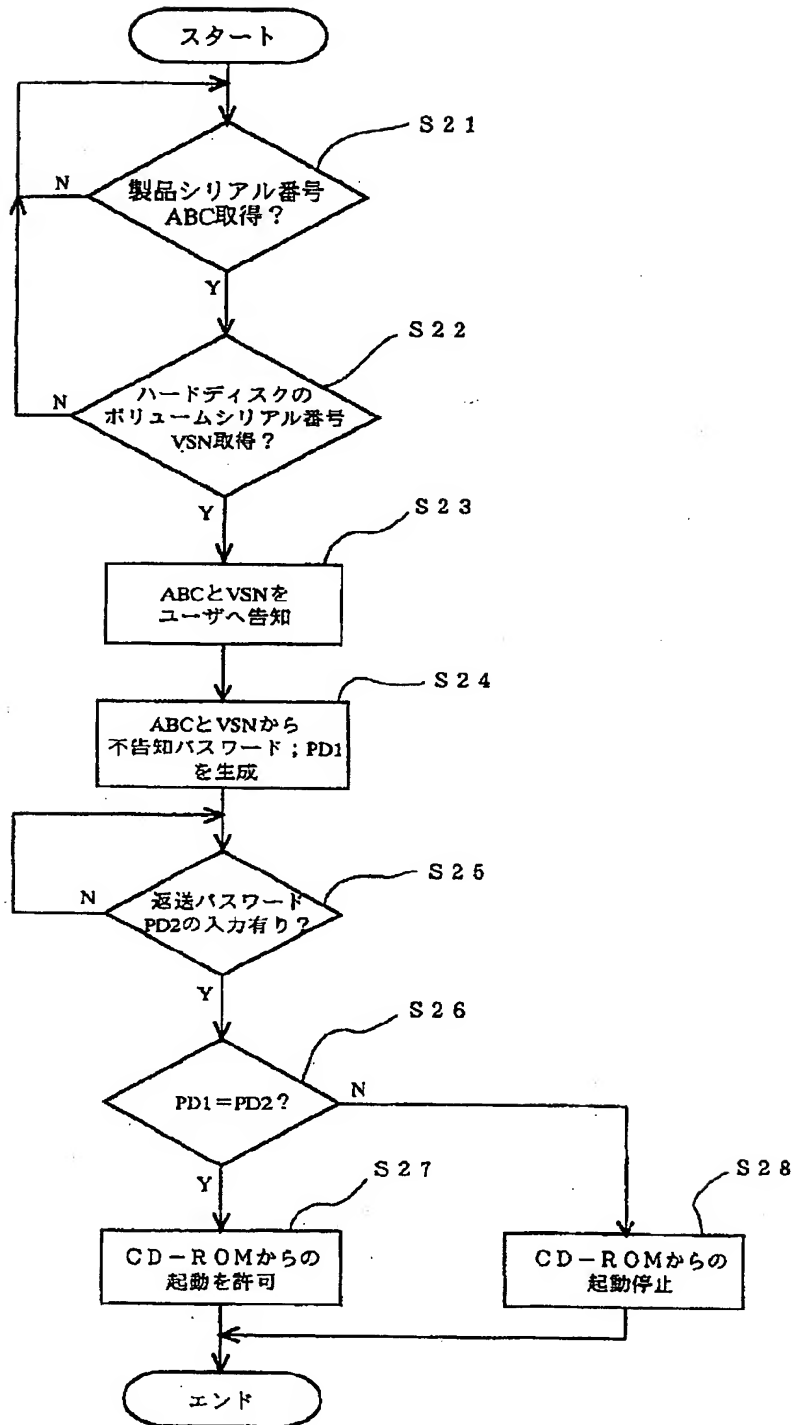 スタート
S21
N
製品シリアル番号
ABC取得？
Y
S22
N
ハードディスクの
ボリュームシリアル番号
VSN取得？
Y
S23
ABCとVSNを
ユーザへ告知
S24
ABCとVSNから
不告知パスワード；PD1
を生成
S25
N
返送パスワード
PD2の入力有り？
Y
S26
PD1＝PD2？
N
Y
S27
S28
CD－ROMからの
起動を許可
CD－ROMからの
起動停止
エンド